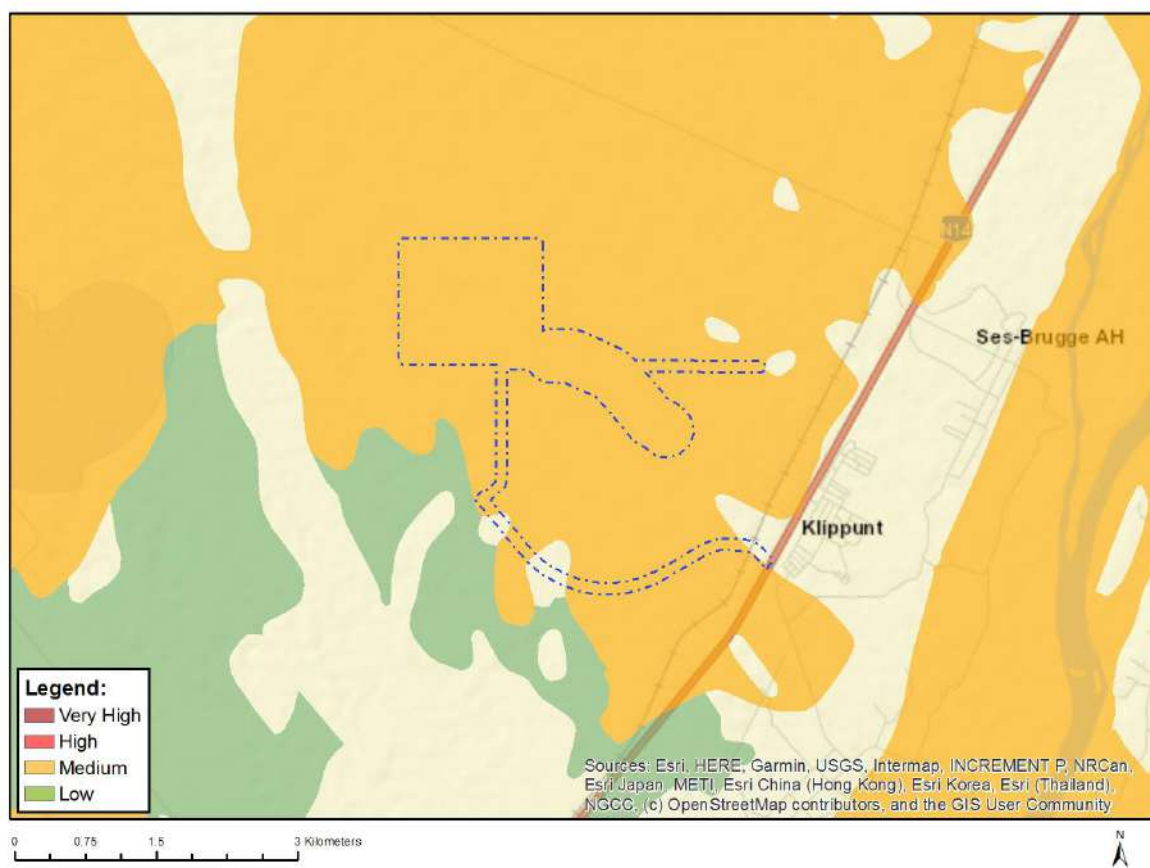 N14
Ses-Brugge AH
Klippunt
Legend:
Very High
High
Medium
Low
Sources: Esri, HERE, Garmin, USGS, Intermap, INCREMENT P, NRCan,
Esri Japan, METI, Esri China (Hong Kong), Esri Korea, Esri (Thailand),
NGCC, (c) OpenStreetMap contributors, and the GIS User Community
0 0.75 1.5 3 Kilometers
N